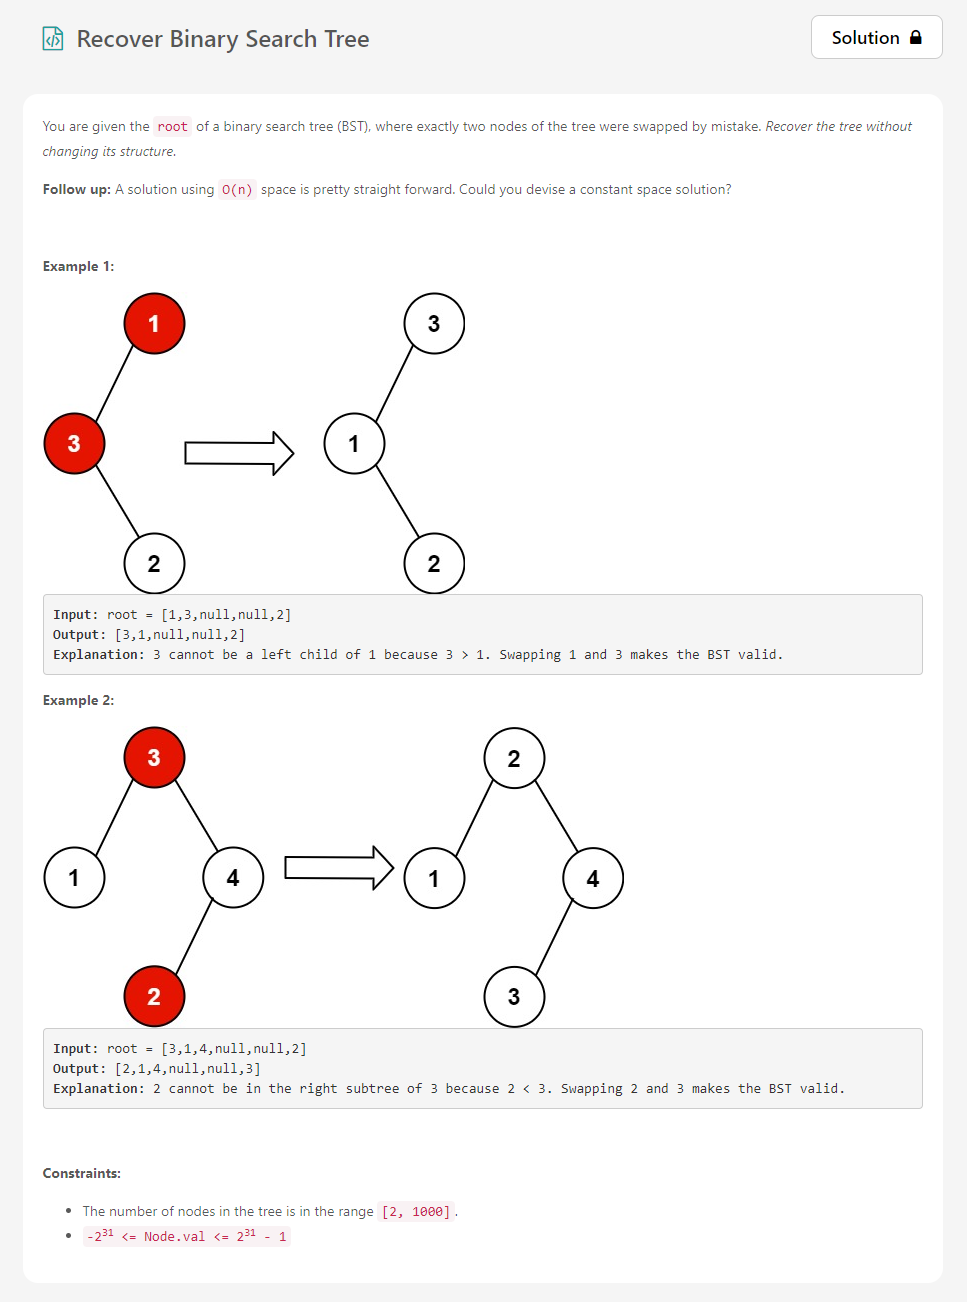 Recover Binary Search Tree
Solution
You are given the root of a binary search tree (BST), where exactly two nodes of the tree were swapped by mistake. Recover the tree without
changing its structure.
Follow up: A solution using O(n) space is pretty straight forward. Could you devise a constant space solution?
Example 1:
1
3
3
1
2
2
Input: root = [1,3,null,null,2]
Output: [3,1,null,null,2]
Explanation: 3 cannot be a left child of 1 because 3 > 1. Swapping 1 and 3 makes the BST valid.
Example 2:
3
2
1
4
1
4
2
3
Input: root = [3,1,4,null,null,2]
Output: [2,1,4,null,null,3]
Explanation: 2 cannot be in the right subtree of 3 because 2 < 3. Swapping 2 and 3 makes the BST valid.
Constraints:
• The number of nodes in the tree is in the range [2, 1000].
• -2³¹ <= Node.val <= 2³¹ - 1